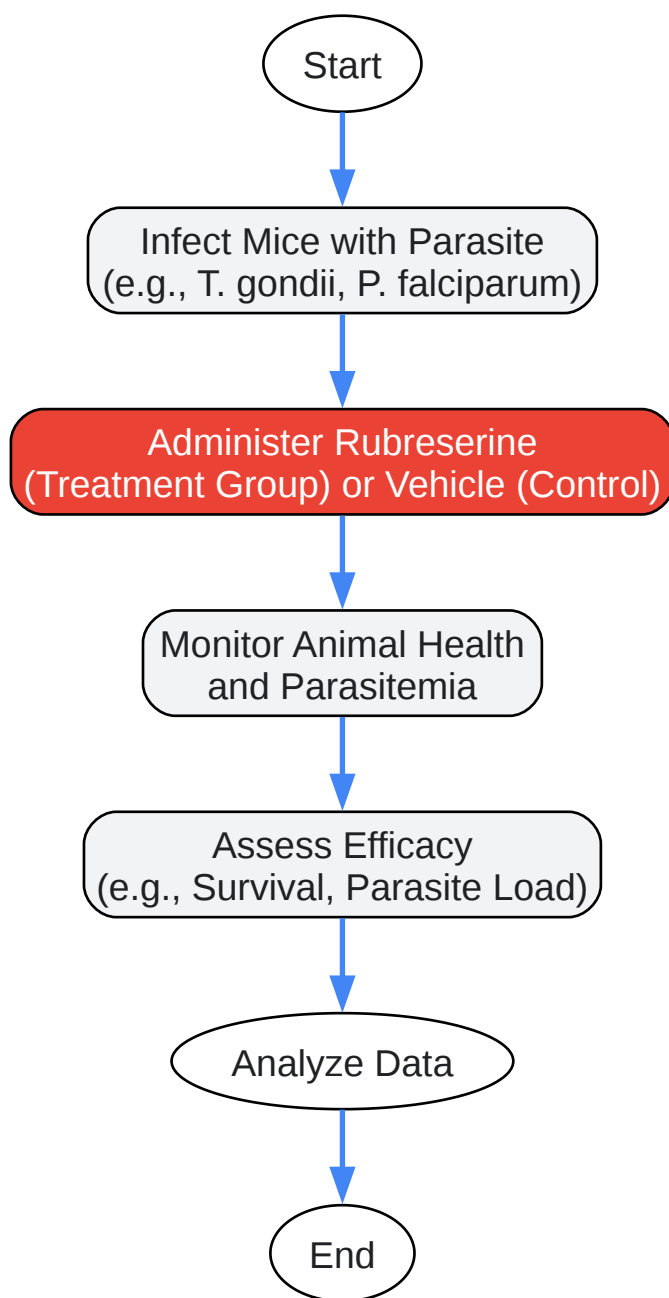 Start
Infect Mice with Parasite
(e.g., T. gondii, P. falciparum)
Administer Rubreserine
(Treatment Group) or Vehicle (Control)
Monitor Animal Health
and Parasitemia
Assess Efficacy
(e.g., Survival, Parasite Load)
Analyze Data
End